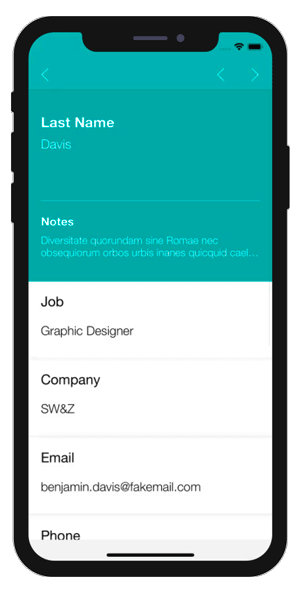 Last Name
Davis
Notes
Diversitate quorundam sine Romae nec
obsequiorum orbos urbis inanes quicquid cael...
Job
Graphic Designer
Company
SW&Z
Email
benjamin.davis@fakemail.com
Phone